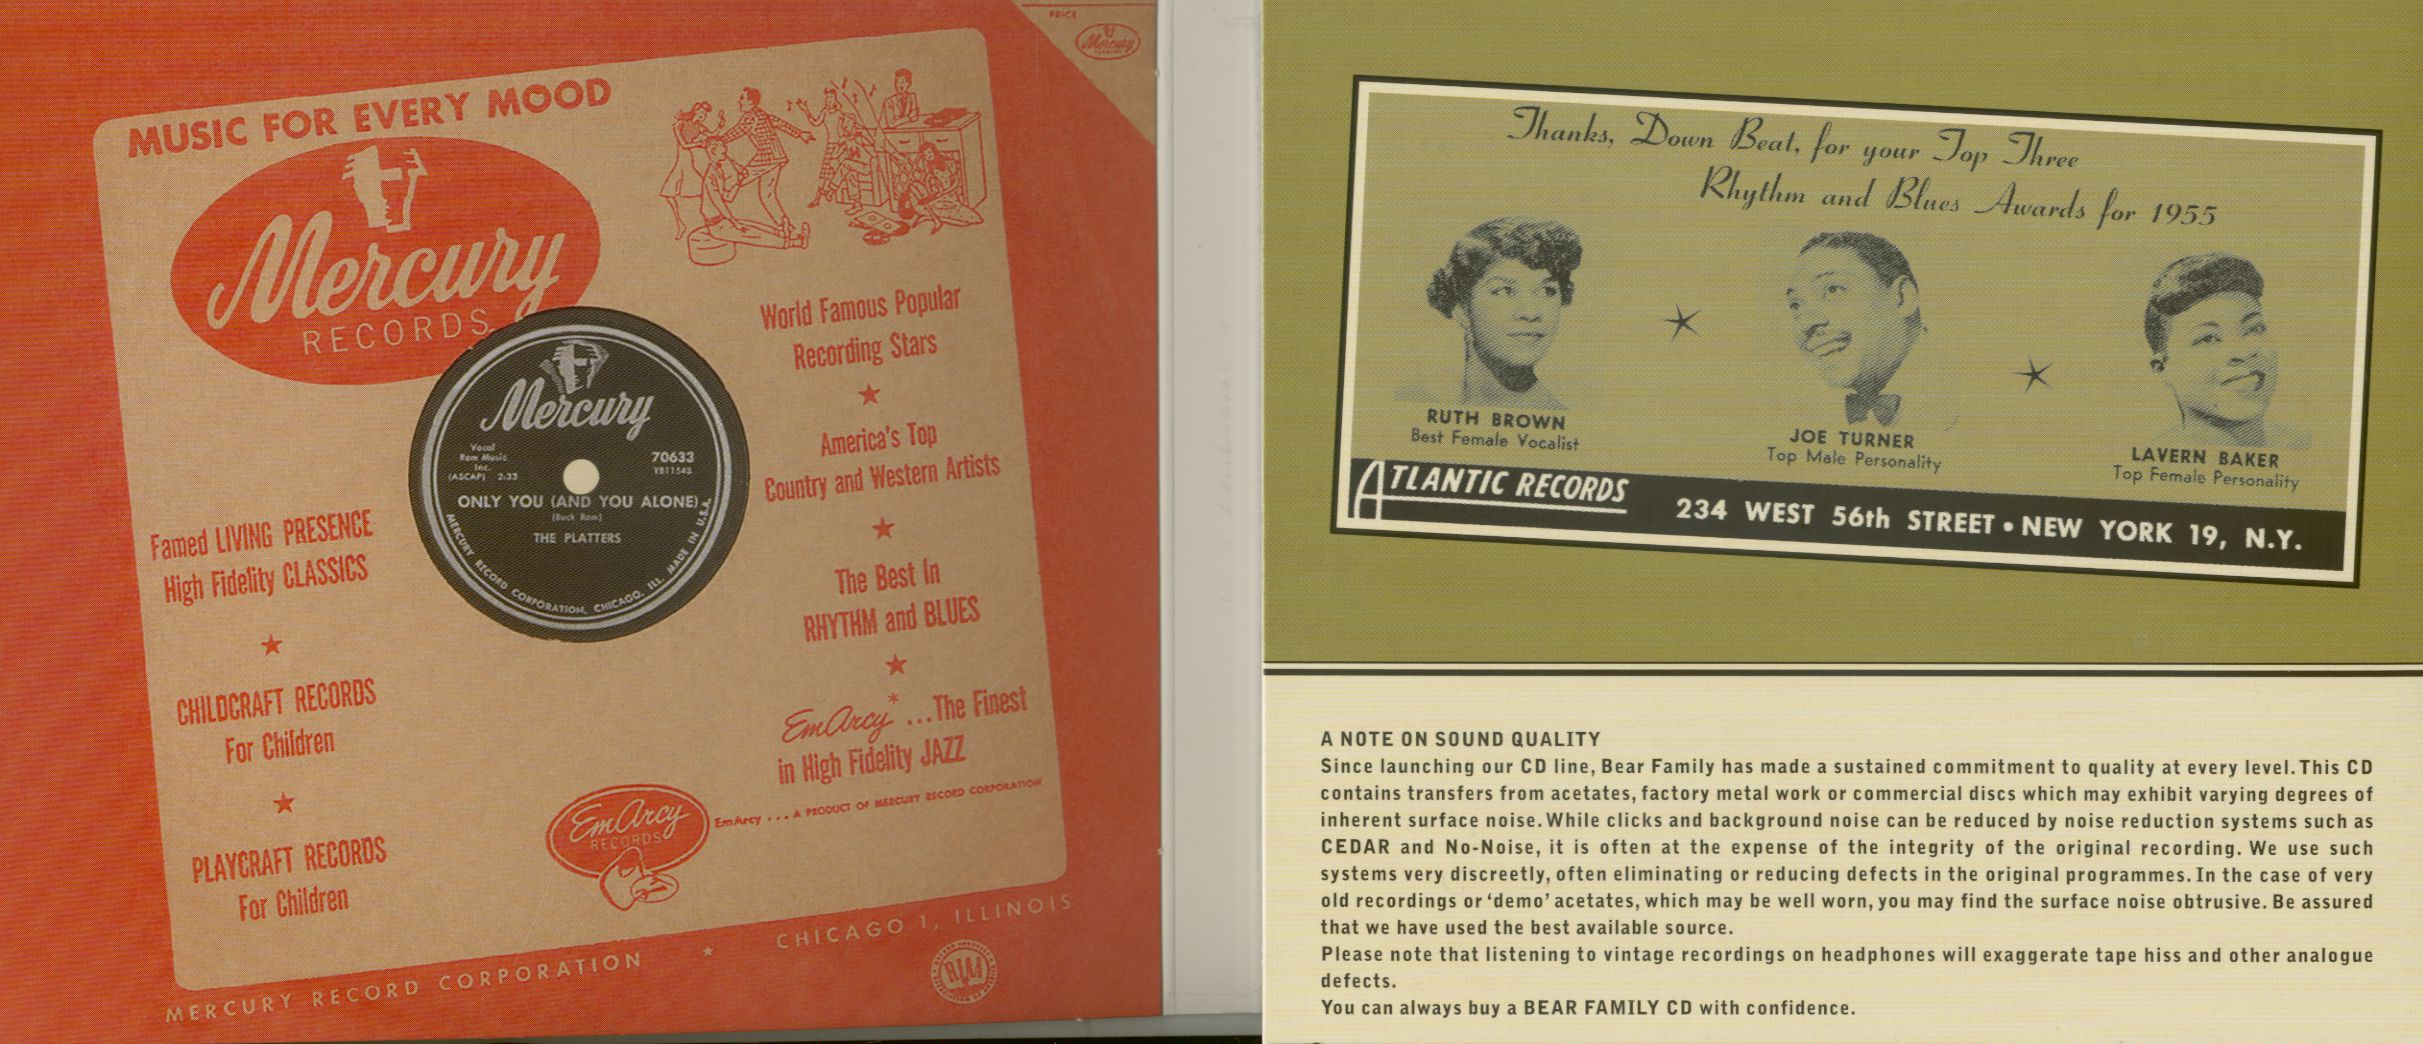 PRICE
Mercury
MUSIC FOR EVERY MOOD
Mercury
RECORDS
World Famous Popular
Recording Stars
America's Top
Country and Western Artists
The Best In
RHYTHM and BLUES
EmArcy* ...The Finest
in High Fidelity JAZZ
EmArcy ... A PRODUCT OF MERCURY RECORD CORPORATION
Famed LIVING PRESENCE
High Fidelity CLASSICS
CHILDCRAFT RECORDS
For Children
PLAYCRAFT RECORDS
For Children
EmArcy
RECORDS
Mercury
Vocal
Ram Music
Inc.
(ASCAP) 2:33
70633
YB11548
ONLY YOU (AND YOU ALONE)
(Buck Ram)
THE PLATTERS
MERCURY RECORD CORPORATION, CHICAGO, ILL. MADE IN U.S.A.
MERCURY RECORD CORPORATION * CHICAGO 1, ILLINOIS
RIAA
Thanks, Down Beat, for your Top Three
Rhythm and Blues Awards for 1955
RUTH BROWN
Best Female Vocalist
JOE TURNER
Top Male Personality
LAVERN BAKER
Top Female Personality
ATLANTIC RECORDS
234 WEST 56th STREET • NEW YORK 19, N.Y.
A NOTE ON SOUND QUALITY
Since launching our CD line, Bear Family has made a sustained commitment to quality at every level. This CD
contains transfers from acetates, factory metal work or commercial discs which may exhibit varying degrees of
inherent surface noise. While clicks and background noise can be reduced by noise reduction systems such as
CEDAR and No-Noise, it is often at the expense of the integrity of the original recording. We use such
systems very discreetly, often eliminating or reducing defects in the original programmes. In the case of very
old recordings or 'demo' acetates, which may be well worn, you may find the surface noise obtrusive. Be assured
that we have used the best available source.
Please note that listening to vintage recordings on headphones will exaggerate tape hiss and other analogue
defects.
You can always buy a BEAR FAMILY CD with confidence.